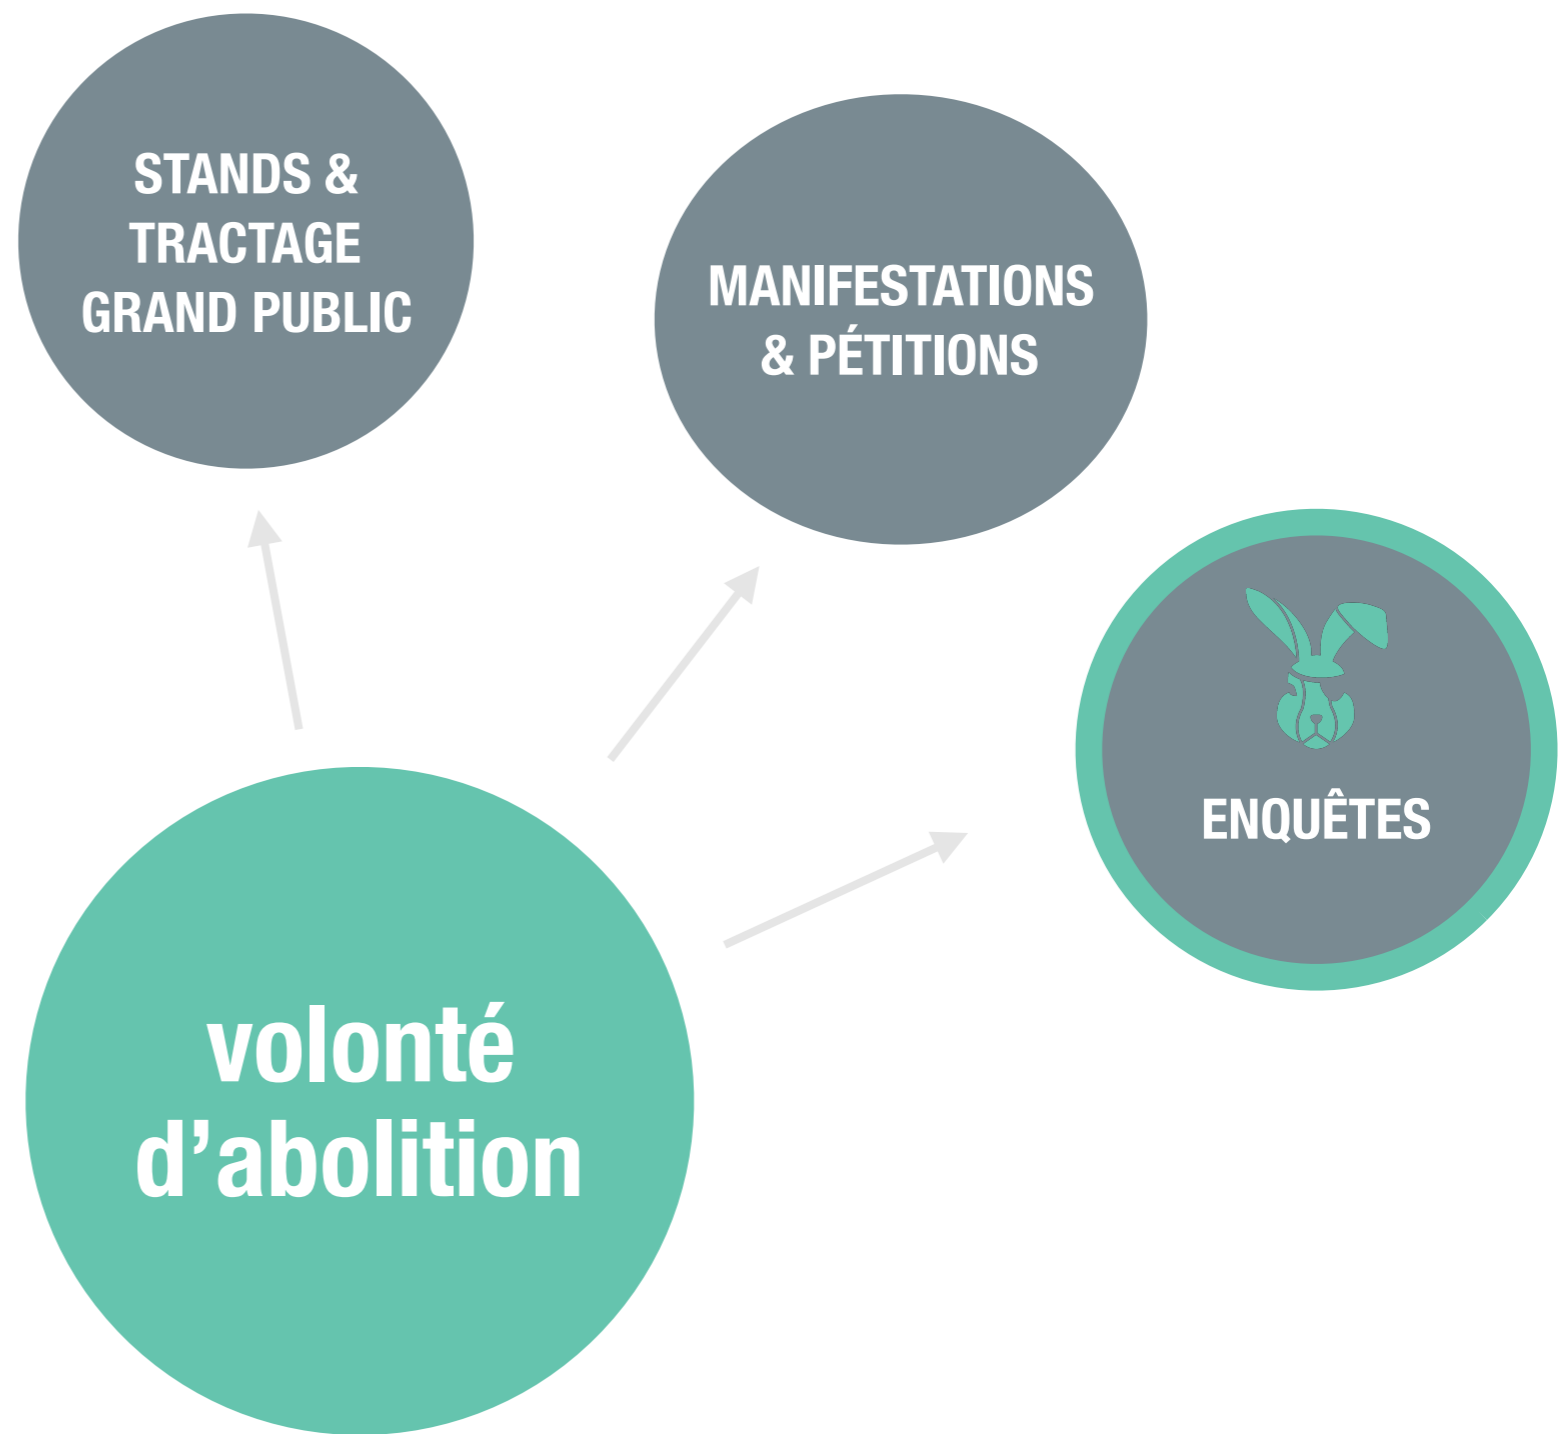 STANDS &
TRACTAGE
GRAND PUBLIC
MANIFESTATIONS
& PÉTITIONS
ENQUÊTES
volonté
d’abolition